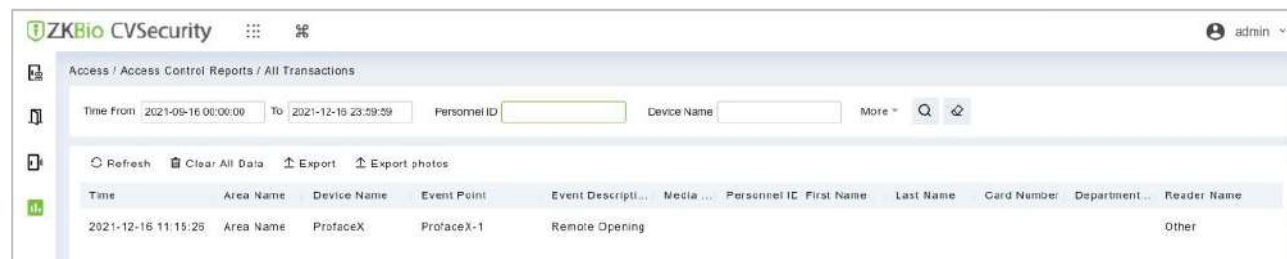 ZKBio CVSecurity admin
Access / Access Control Reports / All Transactions
Time From 2021-09-16 00:00:00 To 2021-12-16 23:59:59 Personnel ID Device Name More
Refresh Clear All Data Export Export photos
Time Area Name Device Name Event Point Event Descripti... Media ... Personnel ID First Name Last Name Card Number Department... Reader Name
2021-12-16 11:15:26 Area Name ProfaceX ProfaceX-1 Remote Opening Other